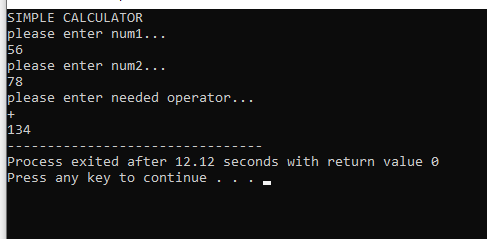 SIMPLE CALCULATOR
please enter num1...
56
please enter num2...
78
please enter needed operator...
+
134
--------------------------------
Process exited after 12.12 seconds with return value 0
Press any key to continue . . .